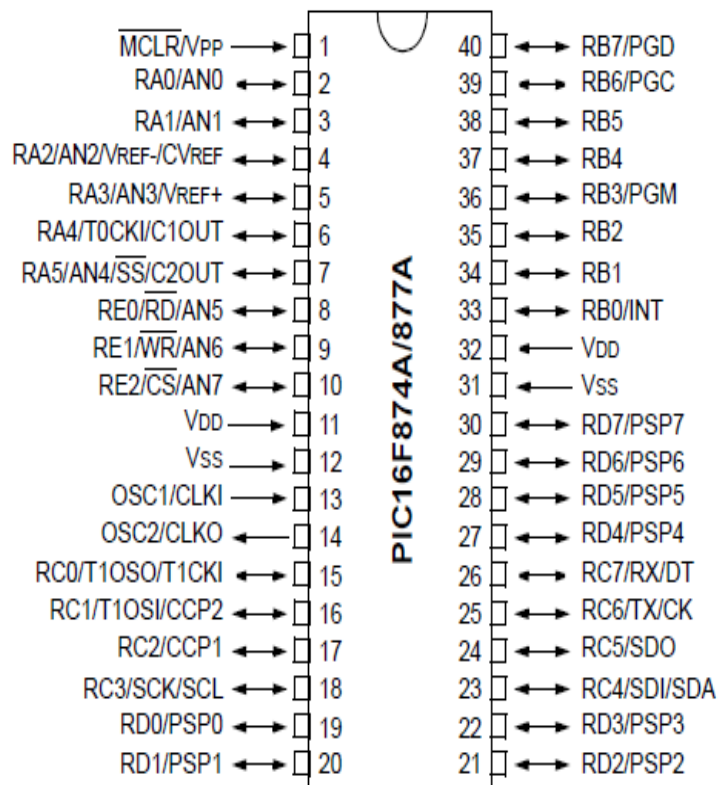 MCLR/VPP 1 40 RB7/PGD
RA0/AN0 2 39 RB6/PGC
RA1/AN1 3 38 RB5
RA2/AN2/VREF-/CVREF 4 37 RB4
RA3/AN3/VREF+ 5 36 RB3/PGM
RA4/T0CKI/C1OUT 6 35 RB2
RA5/AN4/SS/C2OUT 7 34 RB1
RE0/RD/AN5 8 33 RB0/INT
RE1/WR/AN6 9 32 VDD
RE2/CS/AN7 10 31 VSS
VDD 11 30 RD7/PSP7
VSS 12 29 RD6/PSP6
OSC1/CLKI 13 28 RD5/PSP5
OSC2/CLKO 14 27 RD4/PSP4
RC0/T1OSO/T1CKI 15 26 RC7/RX/DT
RC1/T1OSI/CCP2 16 25 RC6/TX/CK
RC2/CCP1 17 24 RC5/SDO
RC3/SCK/SCL 18 23 RC4/SDI/SDA
RD0/PSP0 19 22 RD3/PSP3
RD1/PSP1 20 21 RD2/PSP2
PIC16F874A/877A